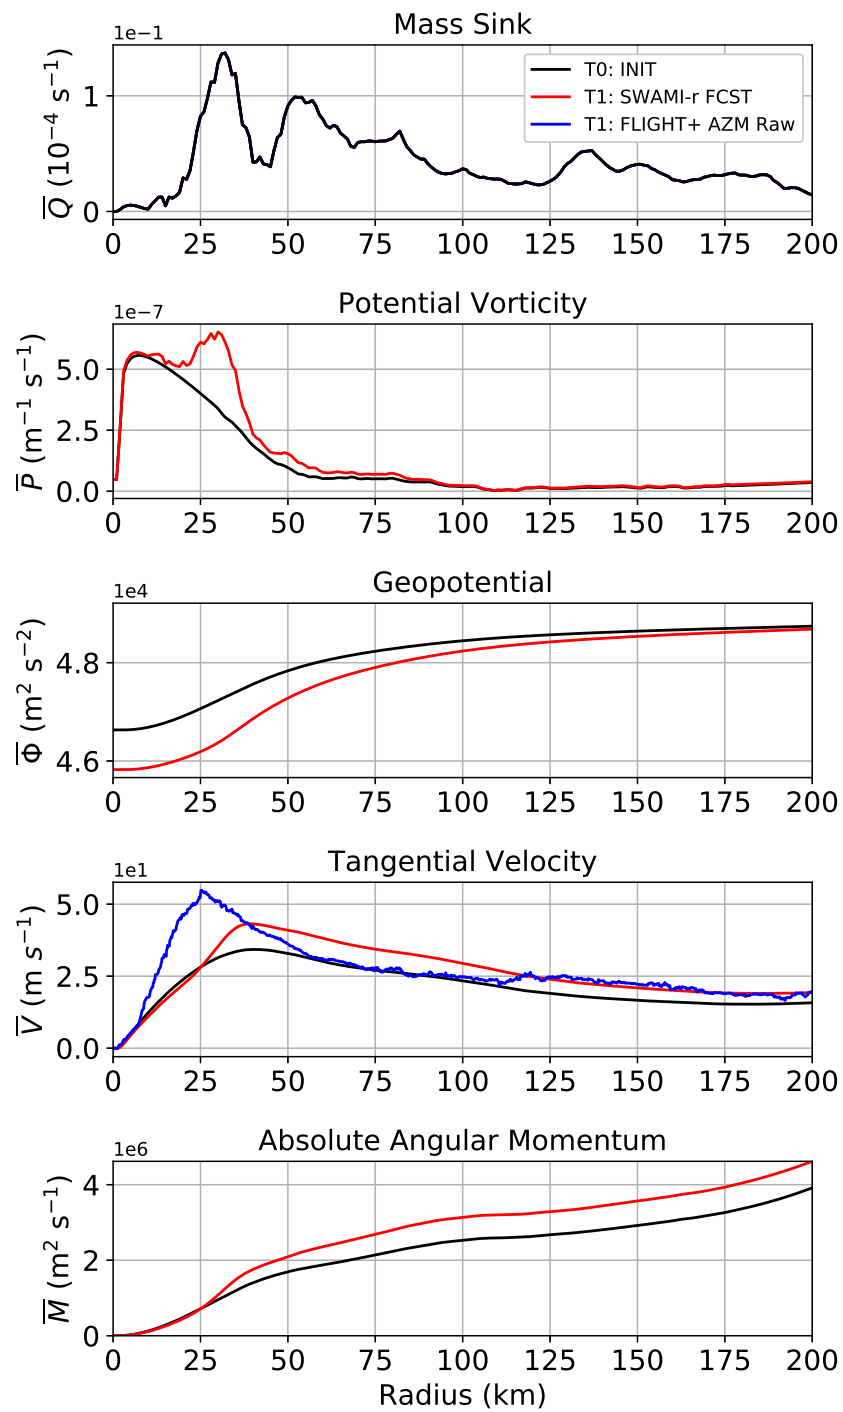 Mass Sink
1e−1
Q̅ (10⁻⁴ s⁻¹)
1
0
T0: INIT
T1: SWAMI-r FCST
T1: FLIGHT+ AZM Raw
0 25 50 75 100 125 150 175 200
Potential Vorticity
1e−7
P̅ (m⁻¹ s⁻¹)
5.0
2.5
0.0
0 25 50 75 100 125 150 175 200
Geopotential
1e4
Φ̅ (m² s⁻²)
4.8
4.6
0 25 50 75 100 125 150 175 200
Tangential Velocity
1e1
V̅ (m s⁻¹)
5.0
2.5
0.0
0 25 50 75 100 125 150 175 200
Absolute Angular Momentum
1e6
M̅ (m² s⁻¹)
4
2
0
0 25 50 75 100 125 150 175 200
Radius (km)